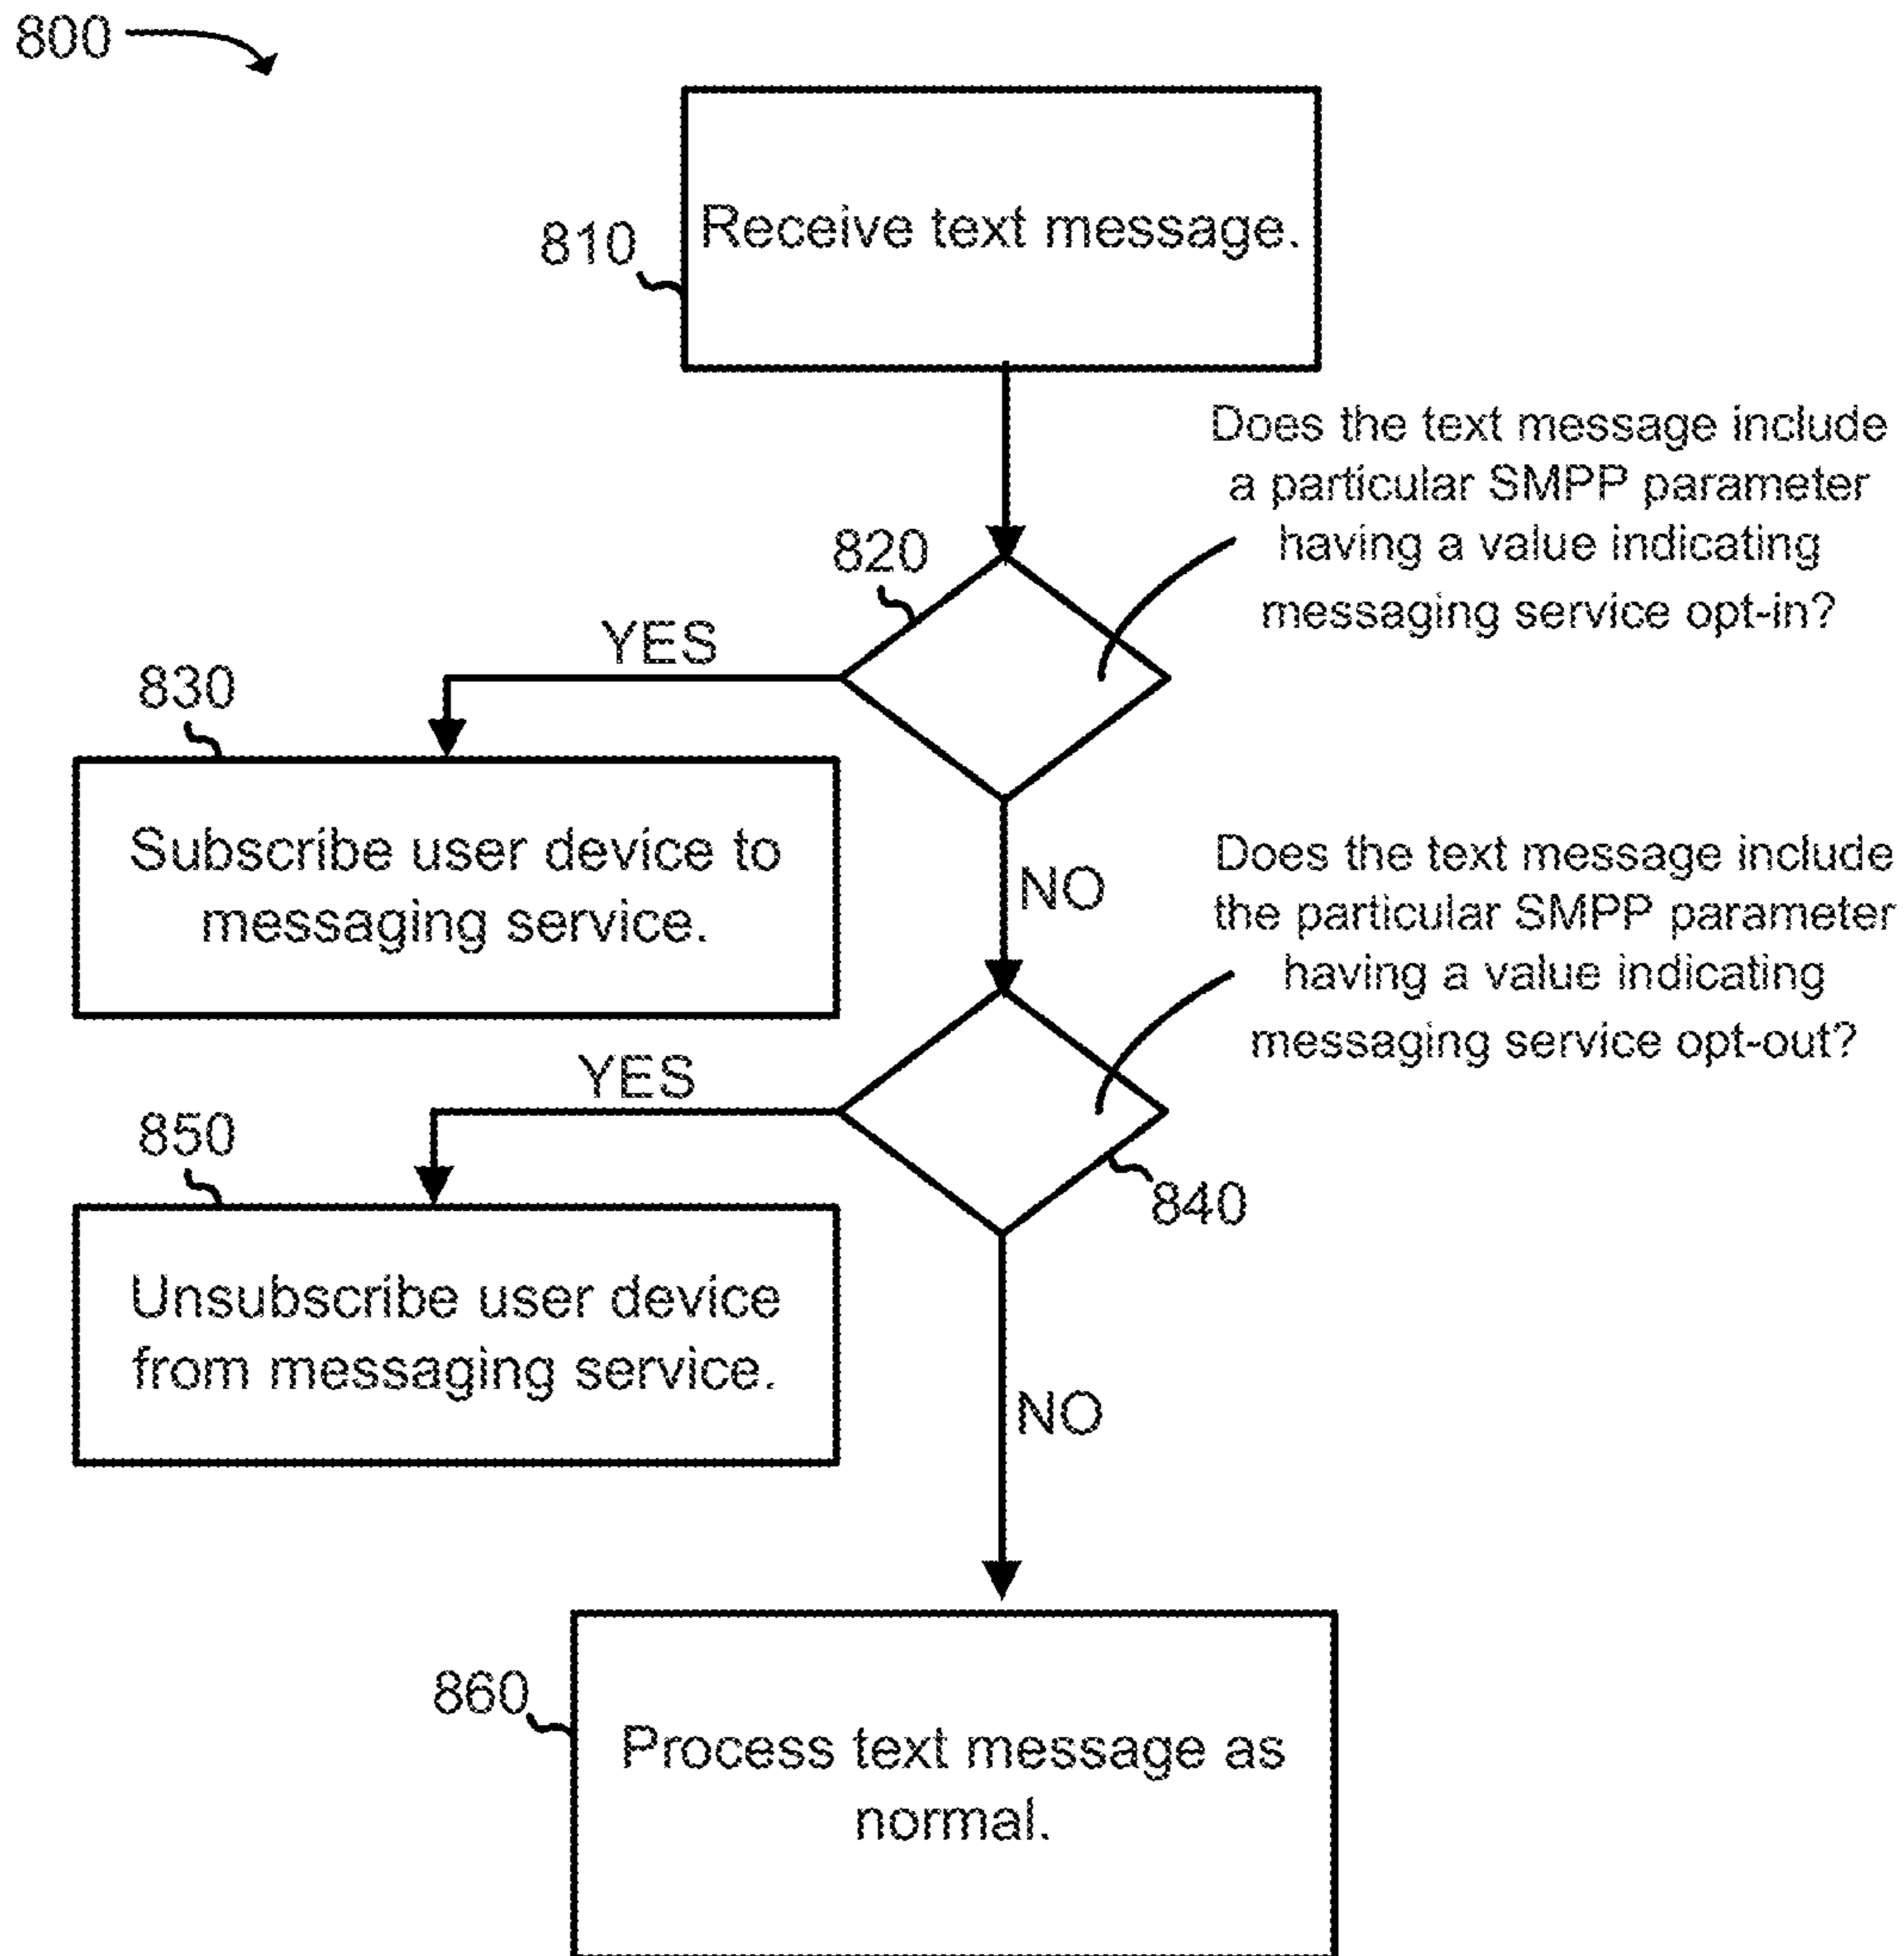 800
Receive text message.
810
Does the text message include
a particular SMPP parameter
having a value indicating
messaging service opt-in?
820
YES
830
Subscribe user device to
messaging service.
NO
Does the text message include
the particular SMPP parameter
having a value indicating
messaging service opt-out?
YES
850
840
Unsubscribe user device
from messaging service.
NO
860
Process text message as
normal.